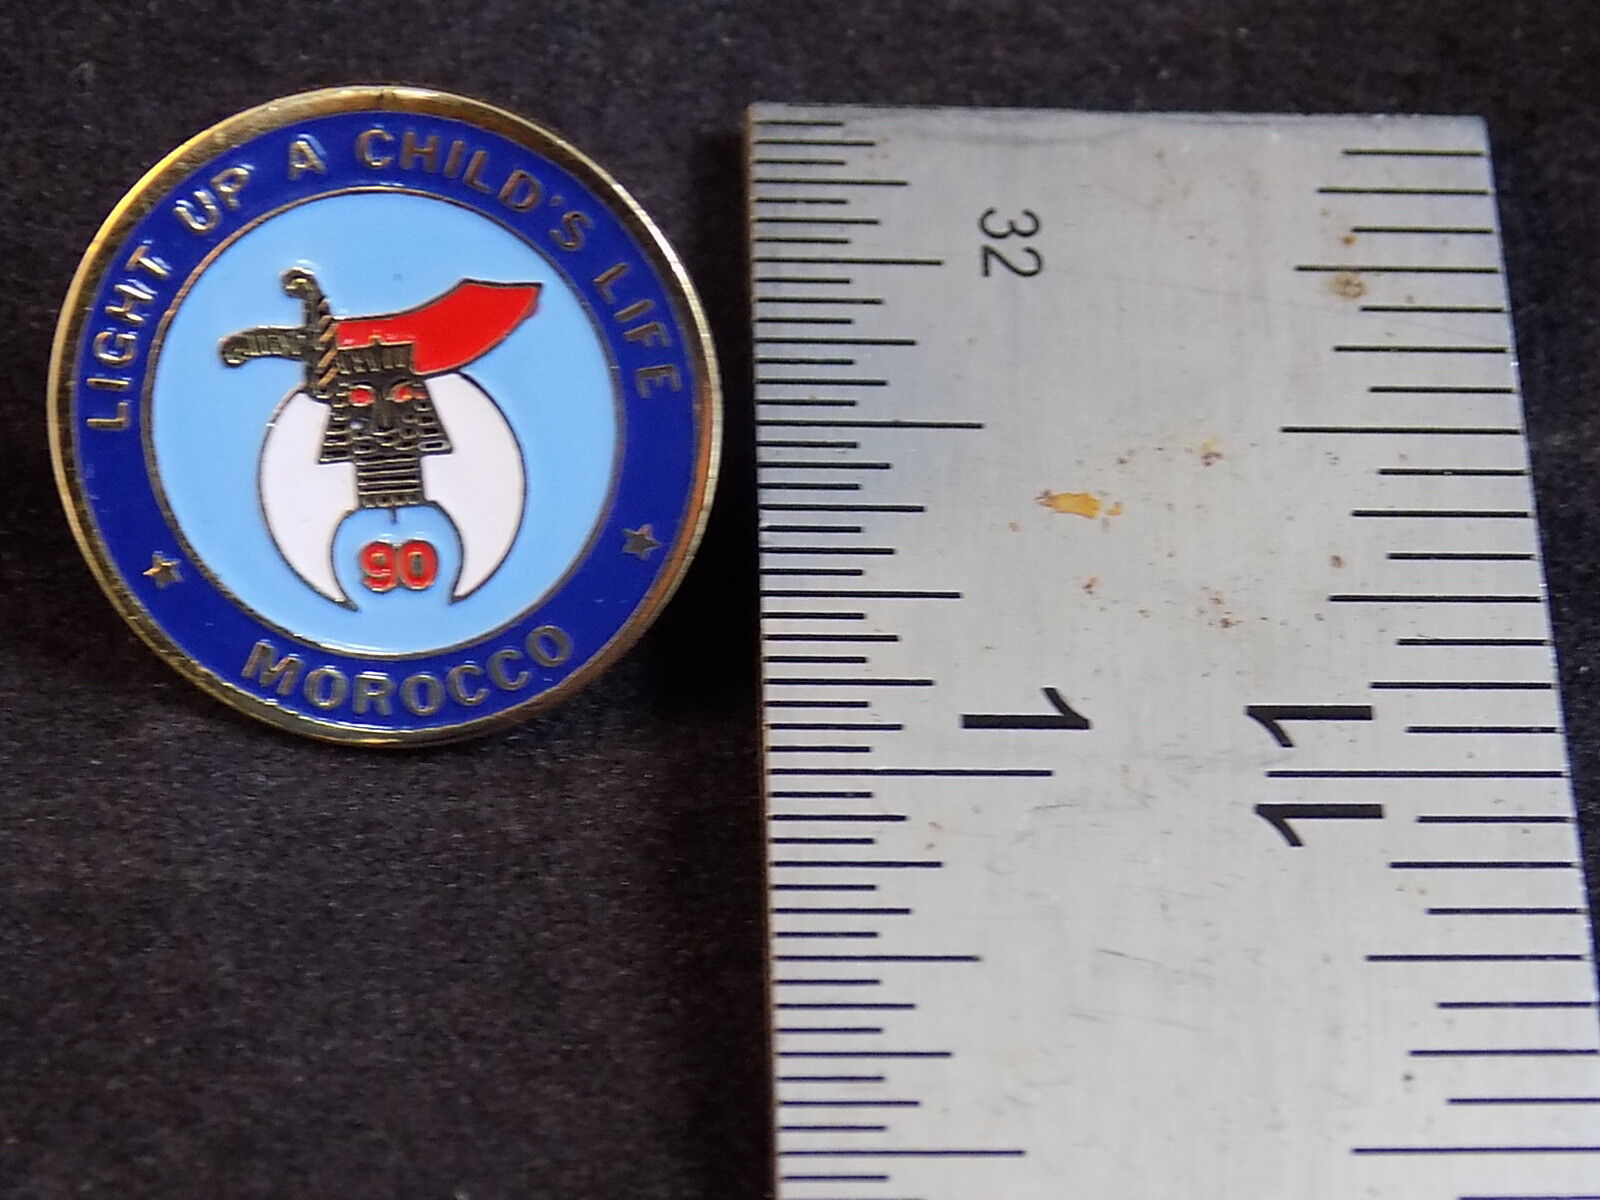 LIGHT UP A CHILD'S LIFE
90
MOROCCO
32
1
11